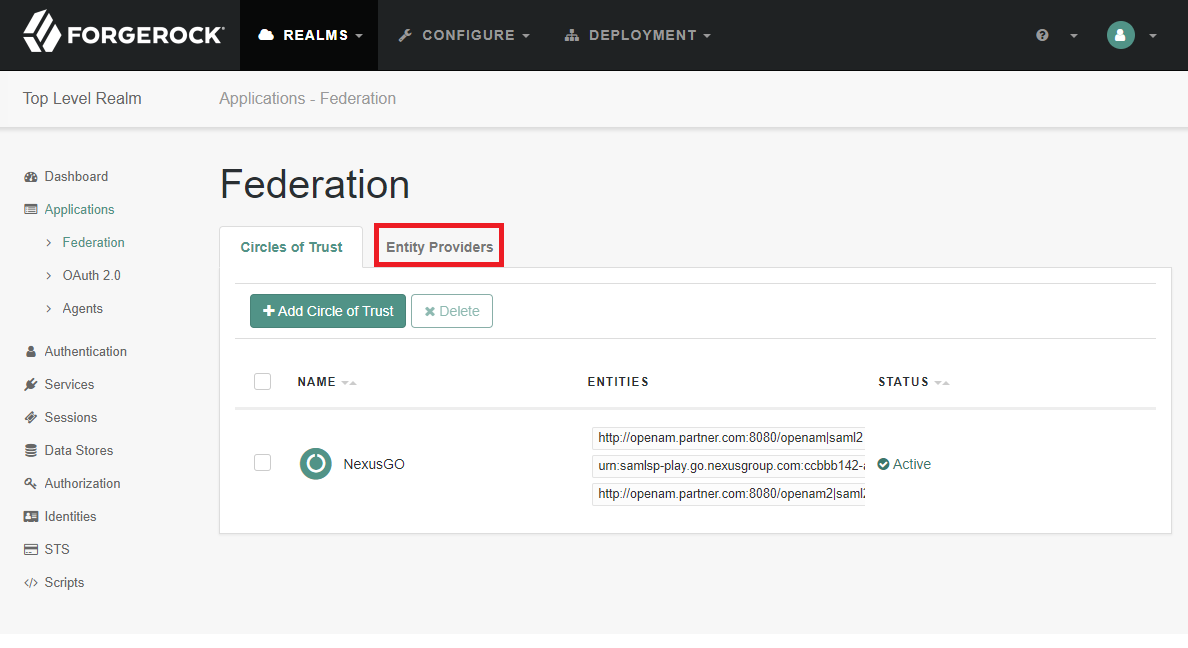 FORGEROCK
REALMS
CONFIGURE
DEPLOYMENT
Top Level Realm
Applications - Federation
Dashboard
Applications
Federation
OAuth 2.0
Agents
Authentication
Services
Sessions
Data Stores
Authorization
Identities
STS
Scripts
Federation
Circles of Trust
Entity Providers
Add Circle of Trust
Delete
NAME
ENTITIES
STATUS
NexusGO
http://openam.partner.com:8080/openam|saml2
urn:samlsp-play.go.nexusgroup.com:ccbbb142-
http://openam.partner.com:8080/openam2|saml2
Active